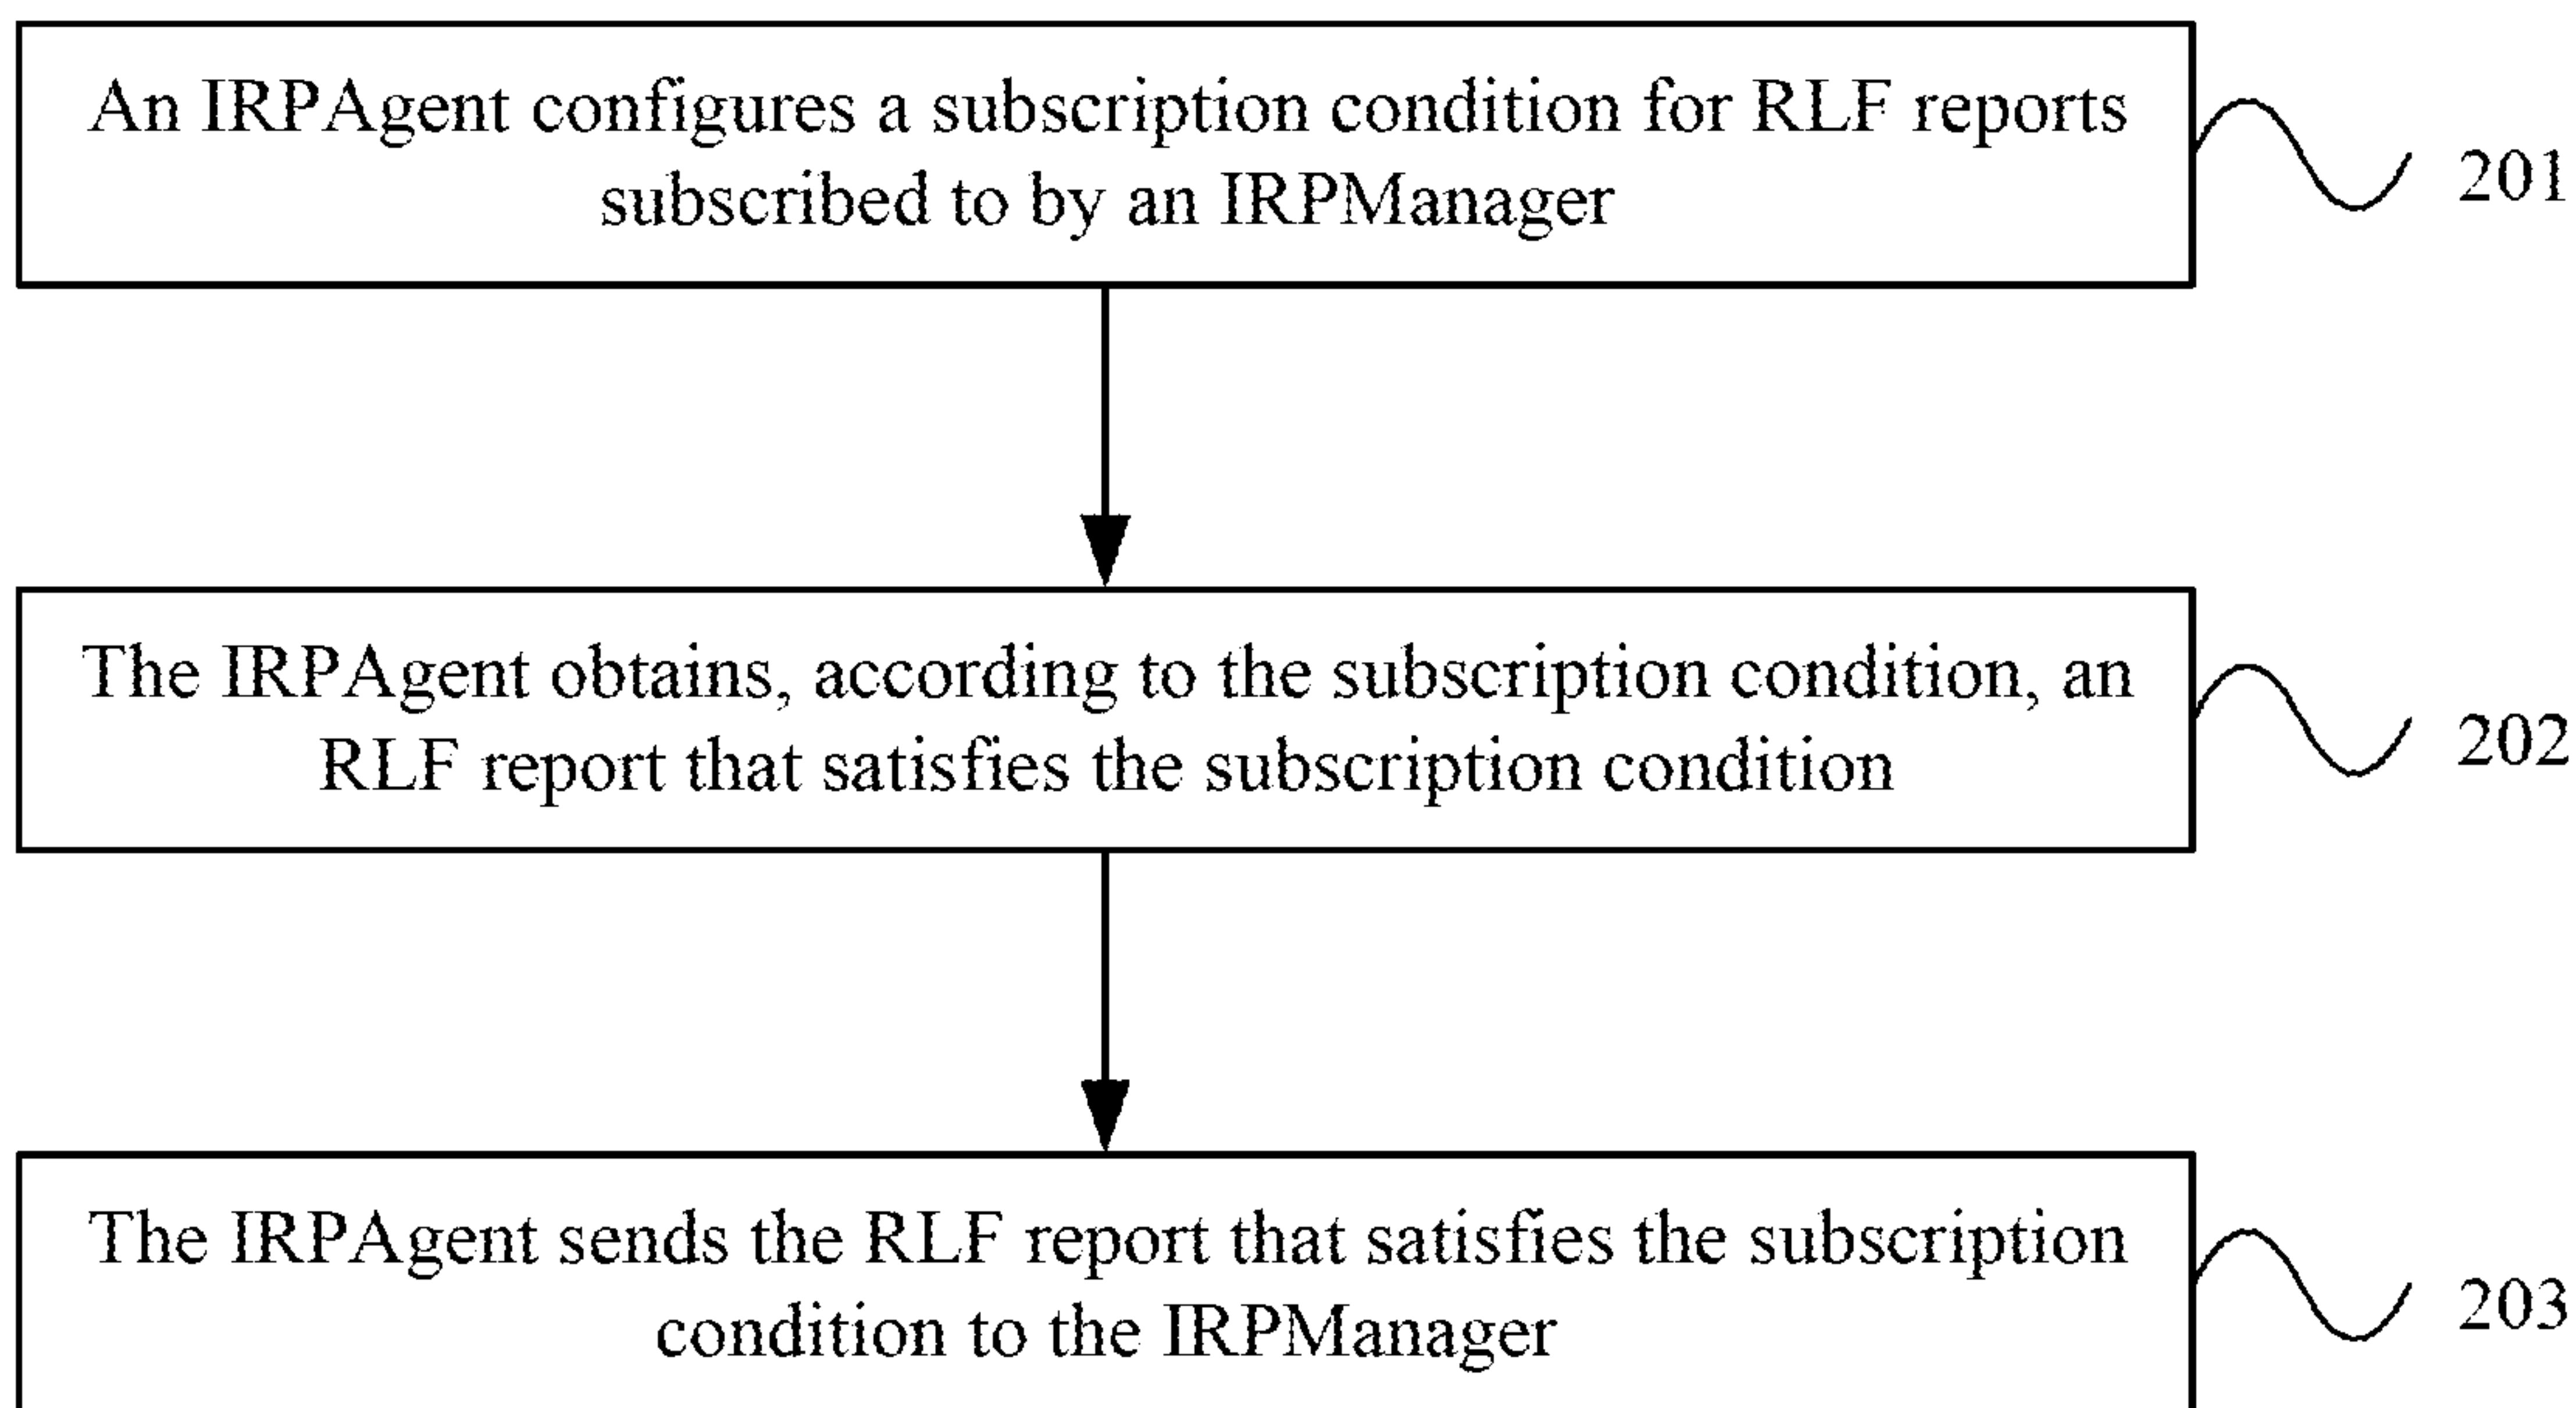 An IRPAgent configures a subscription condition for RLF reports
subscribed to by an IRPManager
201
The IRPAgent obtains, according to the subscription condition, an
RLF report that satisfies the subscription condition
202
The IRPAgent sends the RLF report that satisfies the subscription
condition to the IRPManager
203